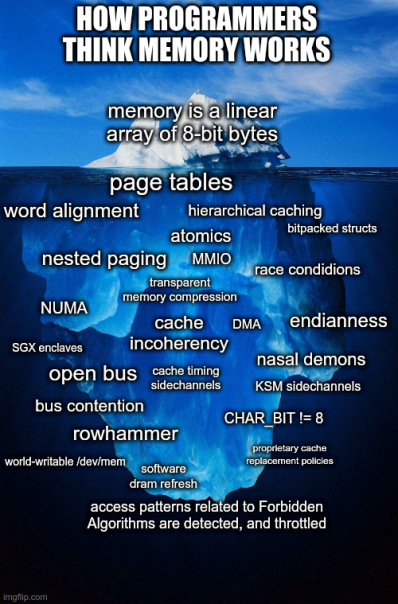 HOW PROGRAMMERS
THINK MEMORY WORKS
memory is a linear
array of 8-bit bytes
page tables
word alignment
hierarchical caching
bitpacked structs
atomics
nested paging
MMIO
race condidions
transparent
memory compression
NUMA
cache
incoherency
DMA
endianness
SGX enclaves
nasal demons
open bus
cache timing
sidechannels
KSM sidechannels
bus contention
CHAR_BIT != 8
rowhammer
proprietary cache
replacement policies
world-writable /dev/mem
software
dram refresh
access patterns related to Forbidden
Algorithms are detected, and throttled
imgflip.com